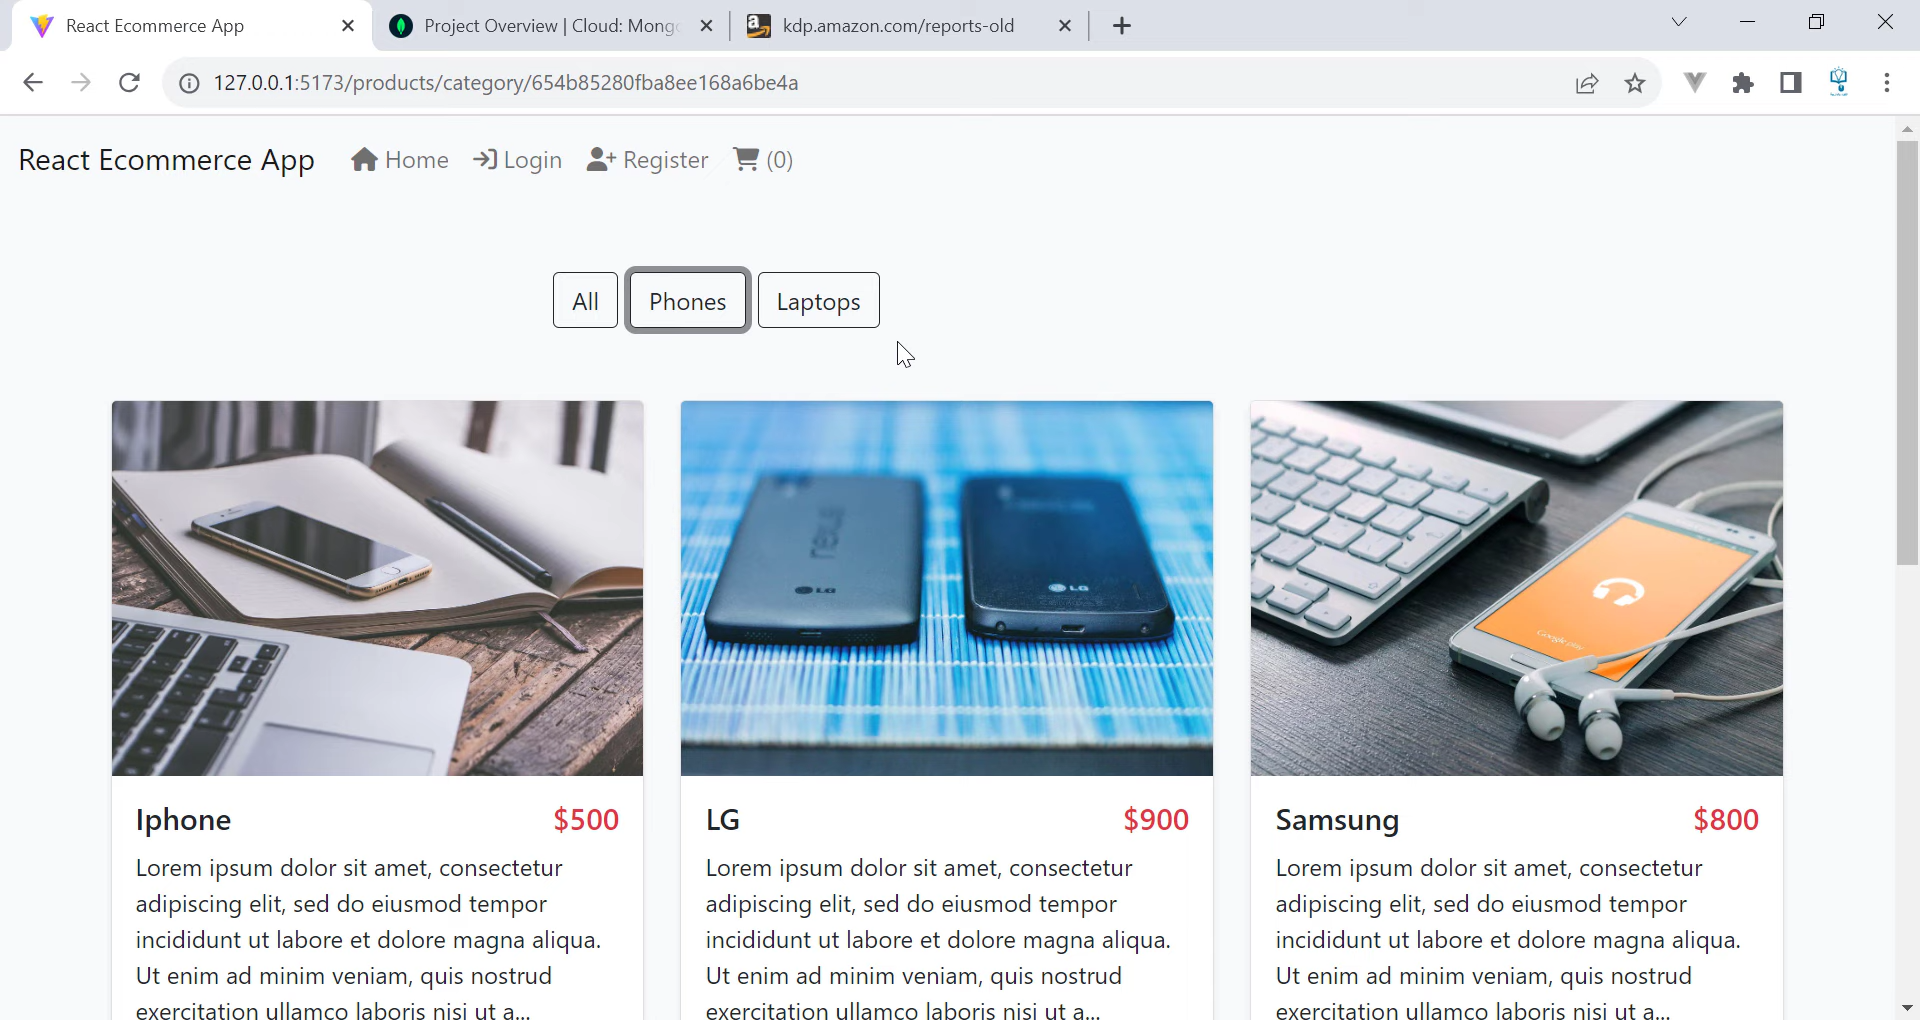 React Ecommerce App
Project Overview | Cloud: Mong
kdp.amazon.com/reports-old
127.0.0.1:5173/products/category/654b85280fba8ee168a6be4a
React Ecommerce App Home Login Register (0)
All Phones Laptops
nexus
LG
LG
Google play
Iphone $500
Lorem ipsum dolor sit amet, consectetur
adipiscing elit, sed do eiusmod tempor
incididunt ut labore et dolore magna aliqua.
Ut enim ad minim veniam, quis nostrud
exercitation ullamco laboris nisi ut a...
LG $900
Lorem ipsum dolor sit amet, consectetur
adipiscing elit, sed do eiusmod tempor
incididunt ut labore et dolore magna aliqua.
Ut enim ad minim veniam, quis nostrud
exercitation ullamco laboris nisi ut a...
Samsung $800
Lorem ipsum dolor sit amet, consectetur
adipiscing elit, sed do eiusmod tempor
incididunt ut labore et dolore magna aliqua.
Ut enim ad minim veniam, quis nostrud
exercitation ullamco laboris nisi ut a...